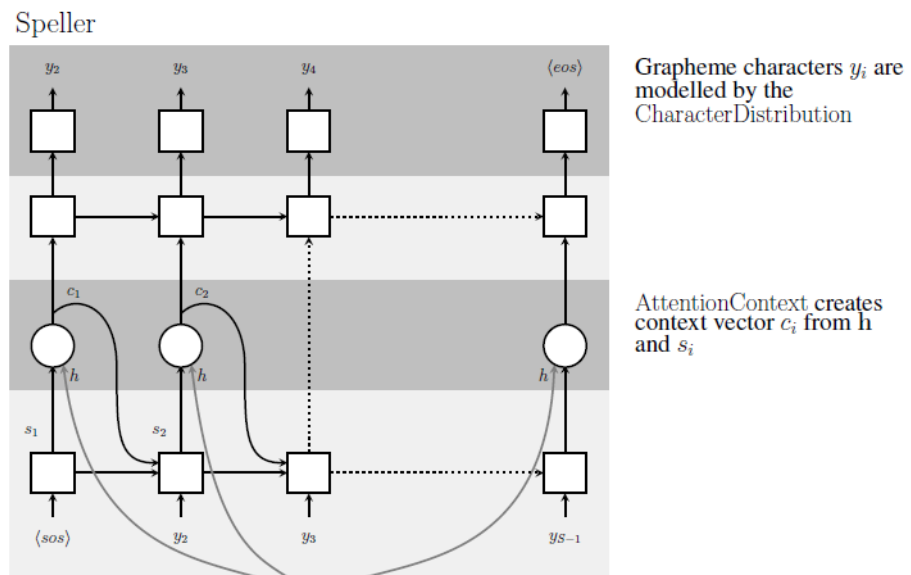 Speller
y₂ y₃ y₄ ⟨eos⟩
Grapheme characters yᵢ are
modelled by the
CharacterDistribution
c₁ c₂
AttentionContext creates
context vector cᵢ from h
and sᵢ
h h h
s₁ s₂
⟨sos⟩ y₂ y₃ y_{S−1}